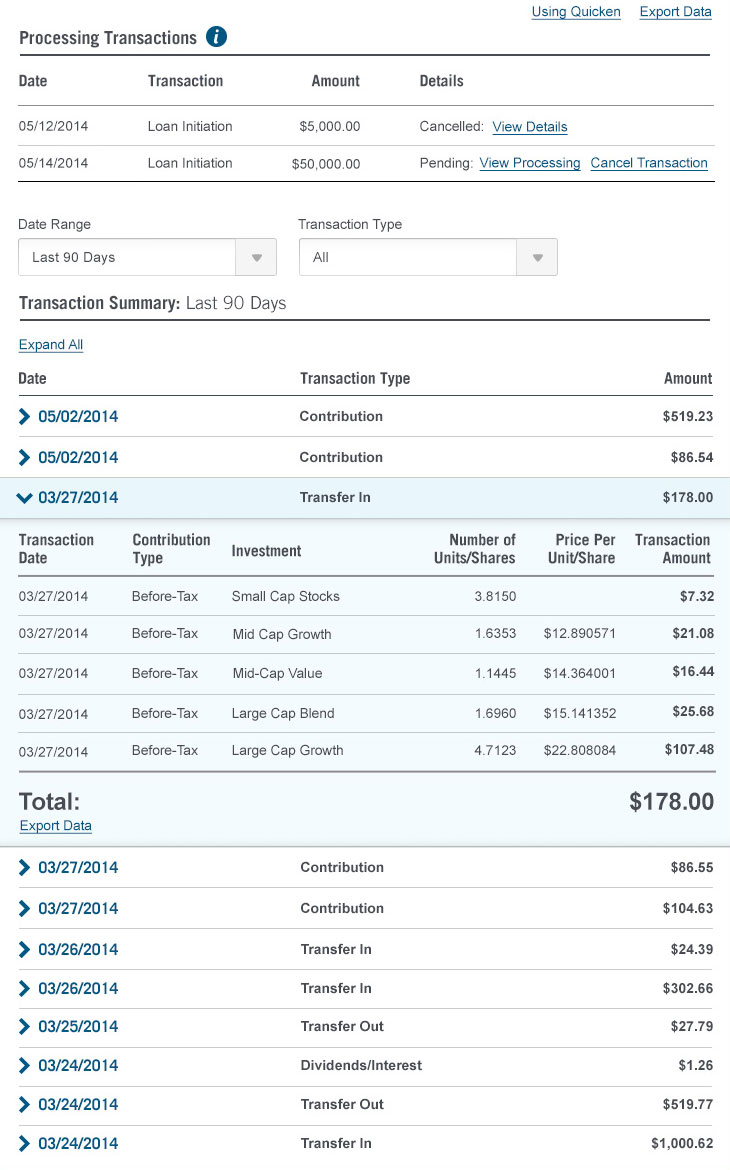 Using Quicken Export Data
Processing Transactions i
Date Transaction Amount Details
05/12/2014 Loan Initiation $5,000.00 Cancelled: View Details
05/14/2014 Loan Initiation $50,000.00 Pending: View Processing Cancel Transaction
Date Range Transaction Type
Last 90 Days All
Transaction Summary: Last 90 Days
Expand All
Date Transaction Type Amount
05/02/2014 Contribution $519.23
05/02/2014 Contribution $86.54
03/27/2014 Transfer In $178.00
Transaction Contribution Investment Number of Price Per Transaction
Date Type Units/Shares Unit/Share Amount
03/27/2014 Before-Tax Small Cap Stocks 3.8150 $7.32
03/27/2014 Before-Tax Mid Cap Growth 1.6353 $12.890571 $21.08
03/27/2014 Before-Tax Mid-Cap Value 1.1445 $14.364001 $16.44
03/27/2014 Before-Tax Large Cap Blend 1.6960 $15.141352 $25.68
03/27/2014 Before-Tax Large Cap Growth 4.7123 $22.808084 $107.48
Total: $178.00
Export Data
03/27/2014 Contribution $86.55
03/27/2014 Contribution $104.63
03/26/2014 Transfer In $24.39
03/26/2014 Transfer In $302.66
03/25/2014 Transfer Out $27.79
03/24/2014 Dividends/Interest $1.26
03/24/2014 Transfer Out $519.77
03/24/2014 Transfer In $1,000.62